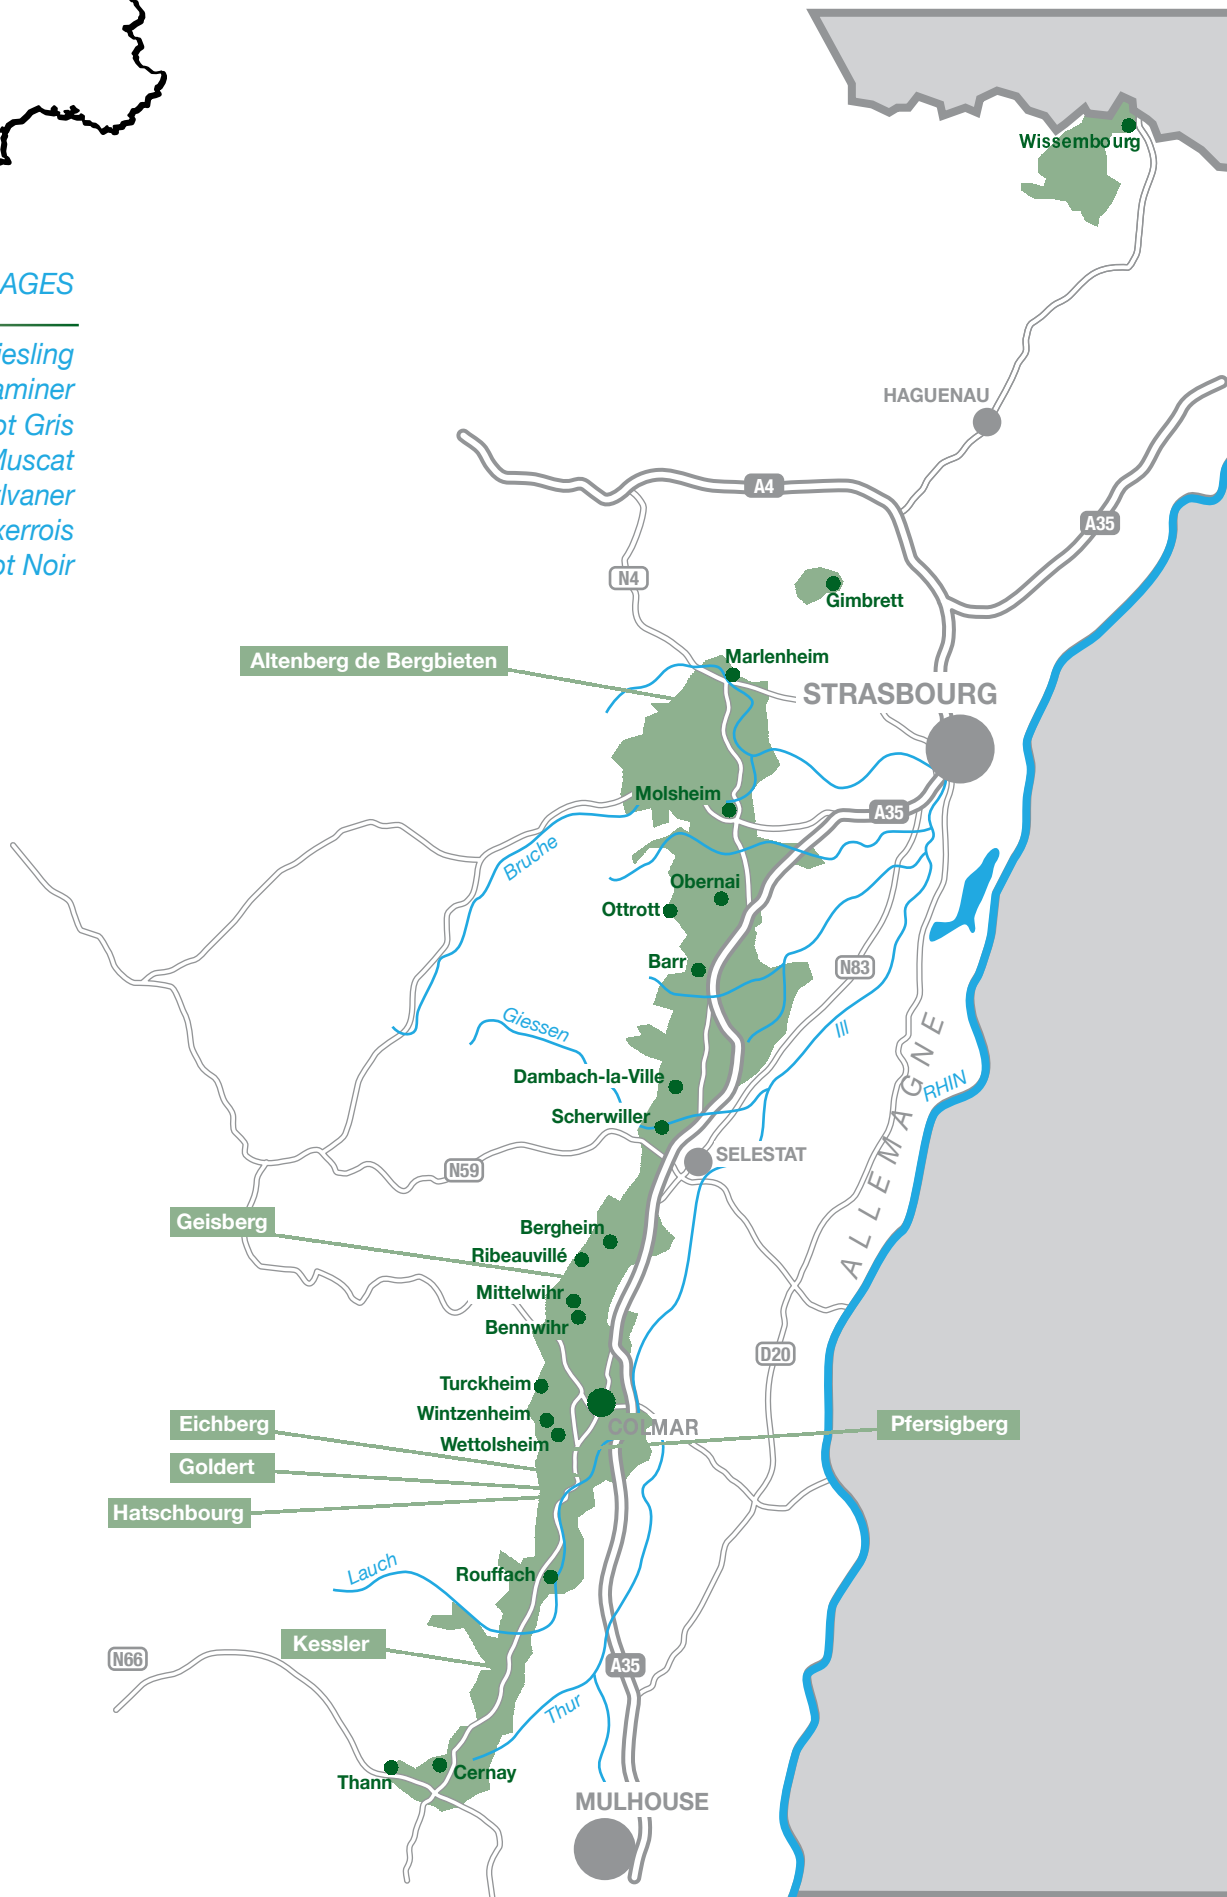 Wissembourg
AGES
iesling
aminer
ot Gris
Muscat
lvaner
xerrois
ot Noir
HAGUENAU
A4
A35
N4
Gimbrett
Altenberg de Bergbieten
Marlenheim
STRASBOURG
Molsheim
A35
Bruche
Obernai
Ottrott
Barr
N83
Giessen
Ill
ALLEMAGNE
RHIN
Dambach-la-Ville
Scherwiller
SELESTAT
N59
Geisberg
Bergheim
Ribeauvillé
Mittelwihr
Bennwihr
D20
Turckheim
Wintzenheim
Eichberg
COLMAR
Pfersigberg
Wettolsheim
Goldert
Hatschbourg
Lauch
Rouffach
Kessler
N66
A35
Thur
Cernay
Thann
MULHOUSE